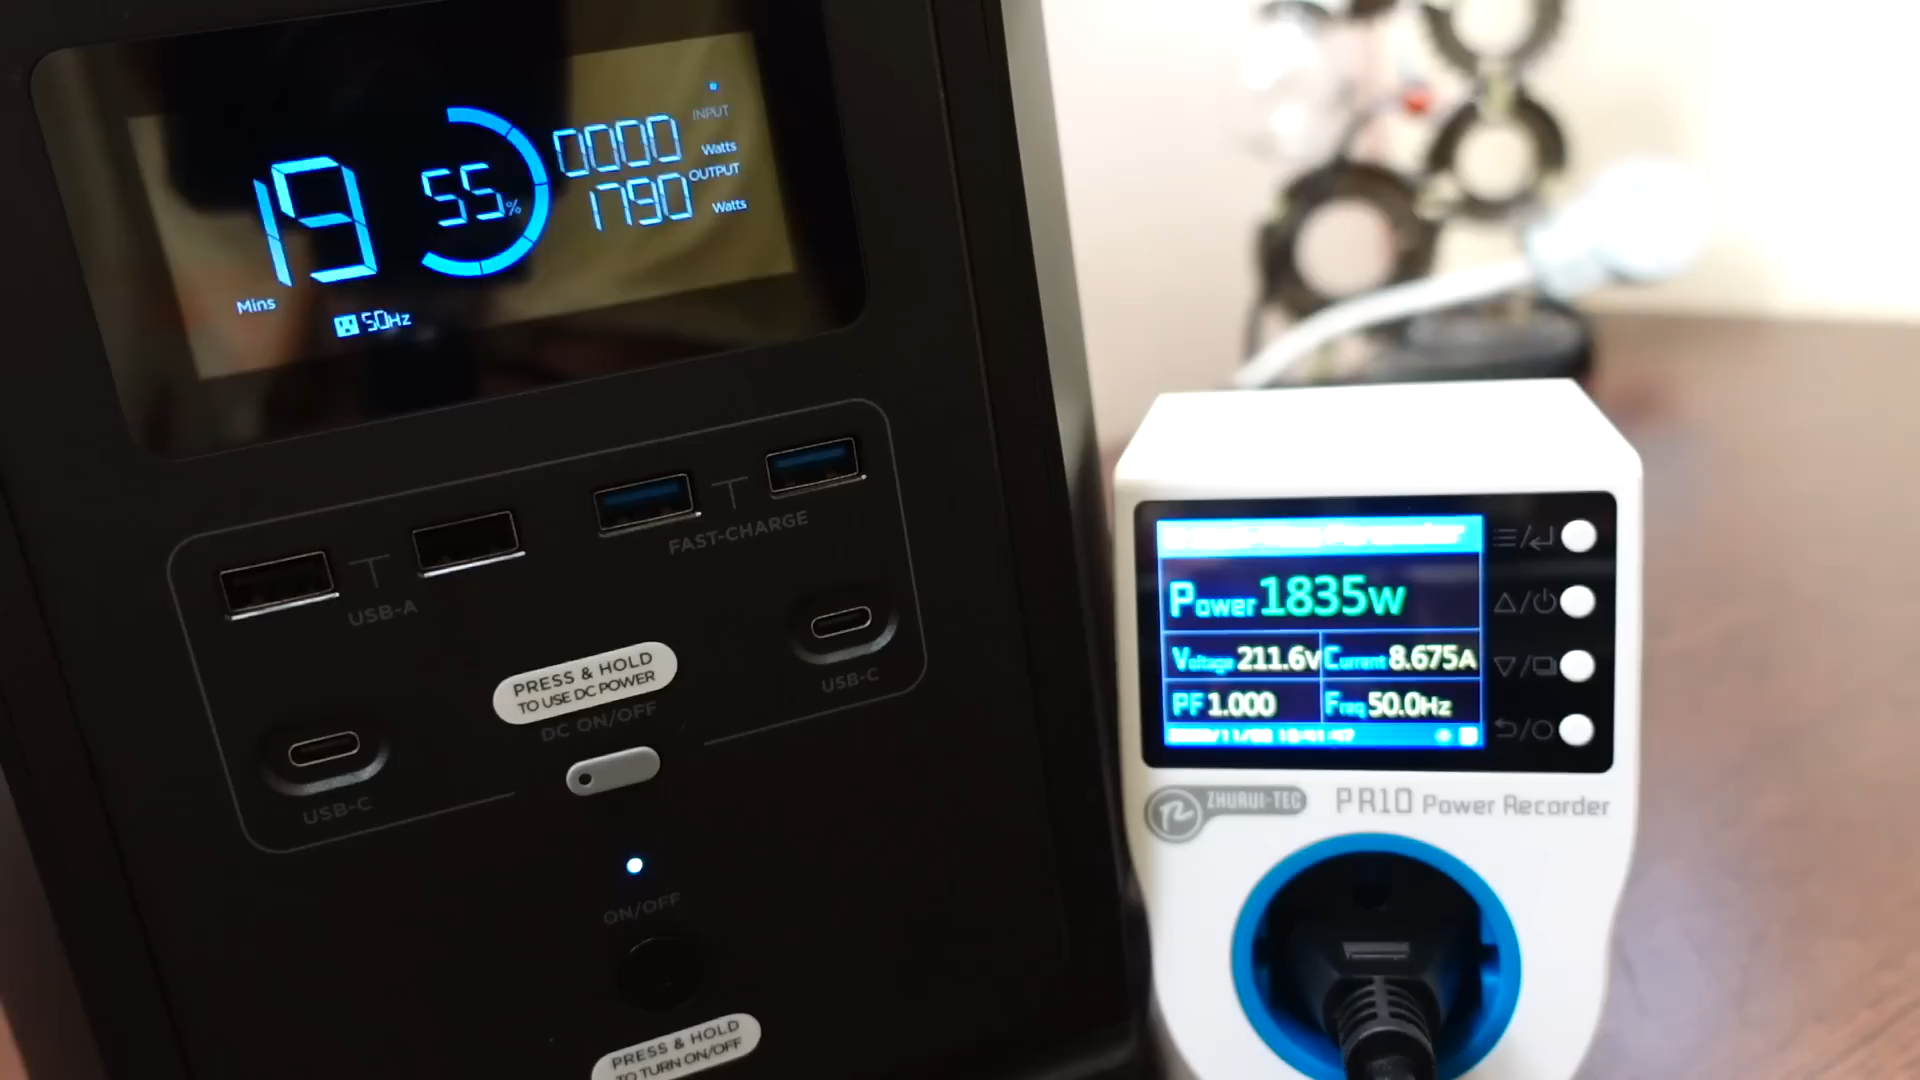 19
Mins
50Hz
55%
INPUT
0000 Watts
OUTPUT
1790 Watts
USB-A
FAST-CHARGE
USB-C
USB-C
PRESS & HOLD
TO USE DC POWER
DC ON/OFF
ON/OFF
PRESS & HOLD
TO TURN ON/OFF
Power 1835w
Voltage 211.6V Current 8.675A
PF 1.000 Freq 50.0Hz
ZHURUI-TEC PR10 Power Recorder